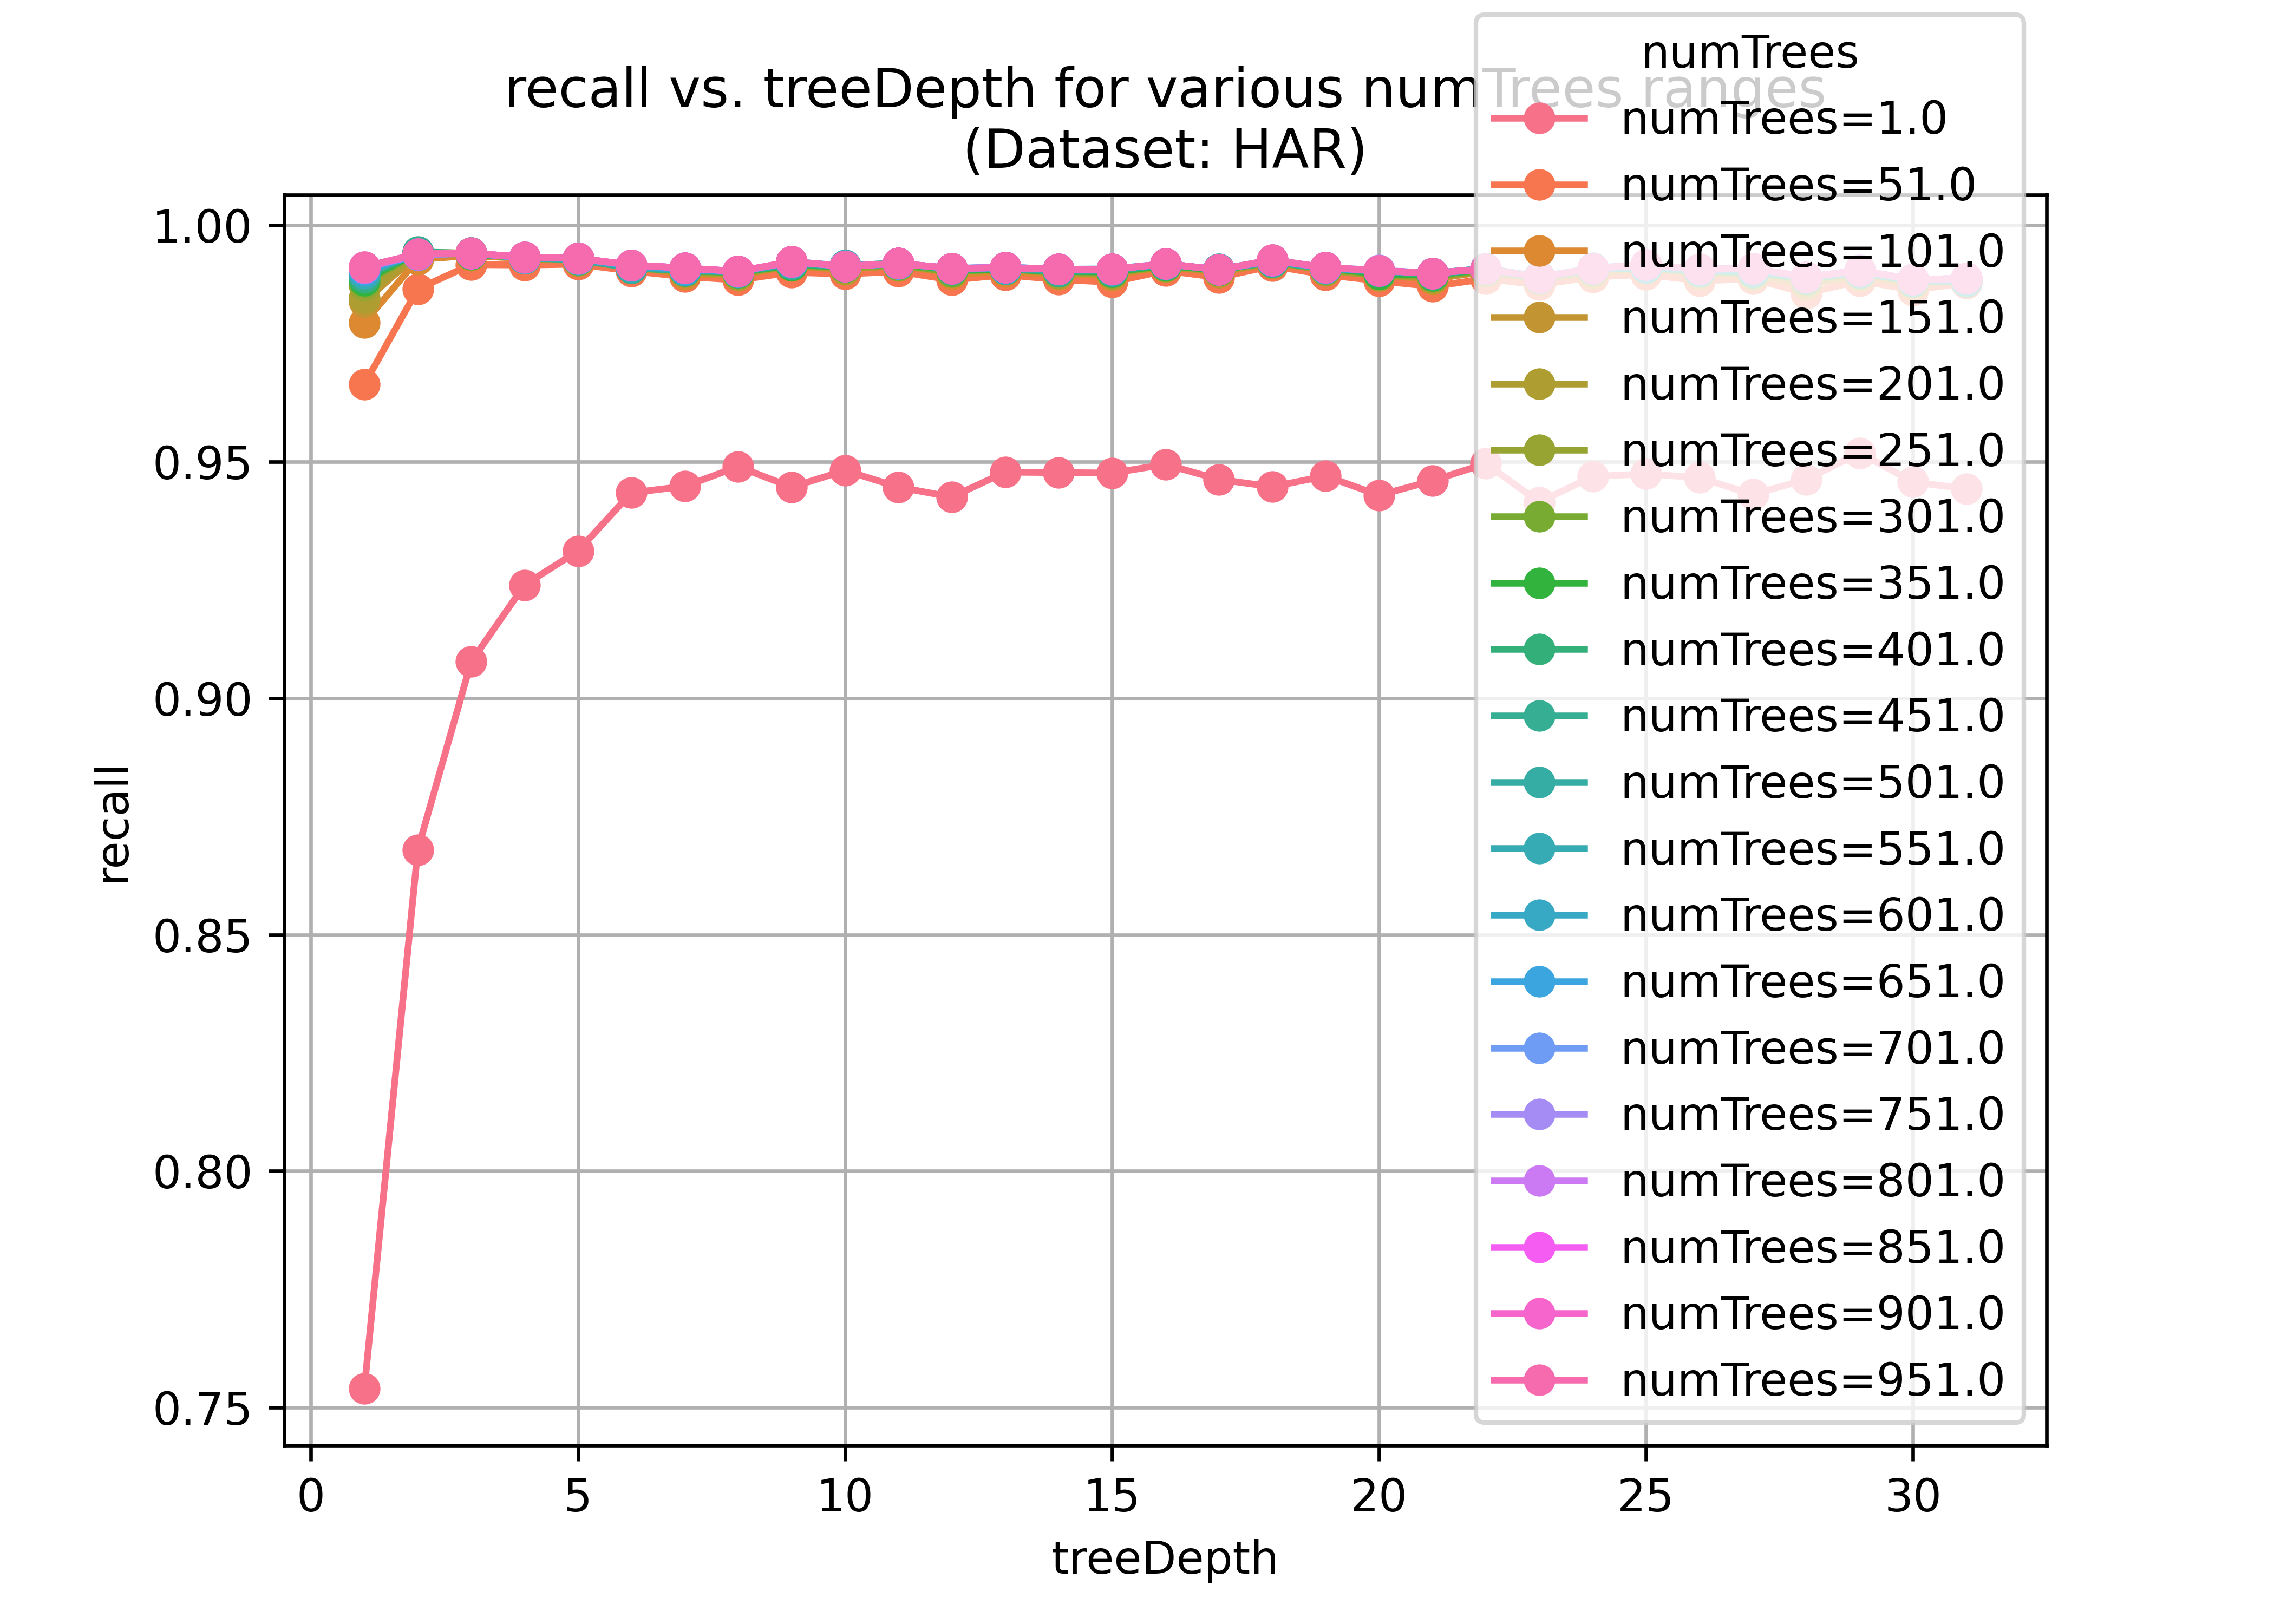 recall vs. treeDepth for various numTrees ranges
(Dataset: HAR)
numTrees
numTrees=1.0
numTrees=51.0
numTrees=101.0
numTrees=151.0
numTrees=201.0
numTrees=251.0
numTrees=301.0
numTrees=351.0
numTrees=401.0
numTrees=451.0
numTrees=501.0
numTrees=551.0
numTrees=601.0
numTrees=651.0
numTrees=701.0
numTrees=751.0
numTrees=801.0
numTrees=851.0
numTrees=901.0
numTrees=951.0
recall
1.00
0.95
0.90
0.85
0.80
0.75
0 5 10 15 20 25 30
treeDepth